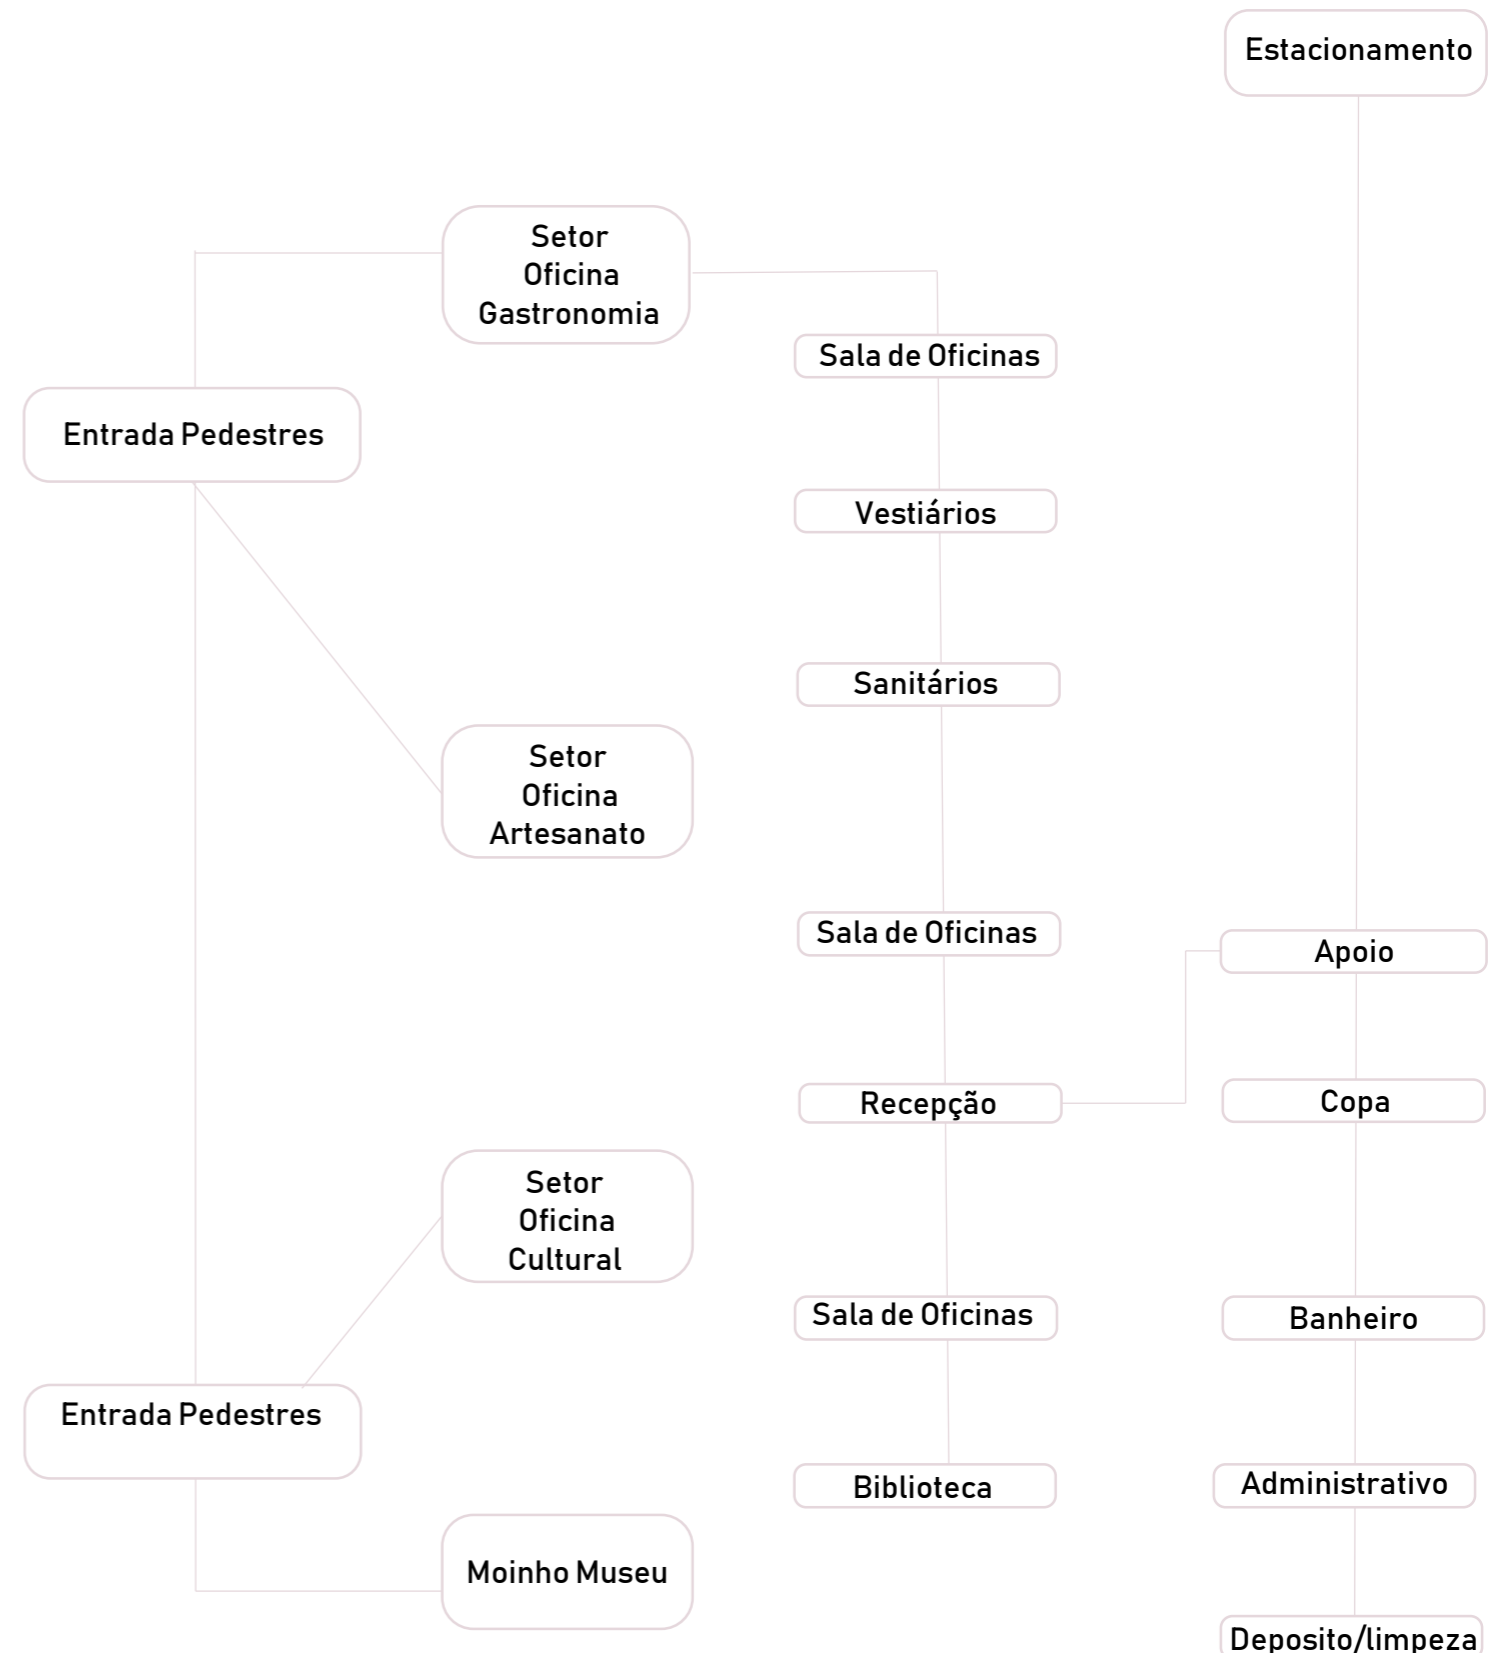 Estacionamento
Setor
Oficina
Gastronomia
Sala de Oficinas
Entrada Pedestres
Vestiários
Sanitários
Setor
Oficina
Artesanato
Sala de Oficinas
Apoio
Recepção
Copa
Setor
Oficina
Cultural
Sala de Oficinas
Banheiro
Entrada Pedestres
Biblioteca
Administrativo
Moinho Museu
Deposito/limpeza